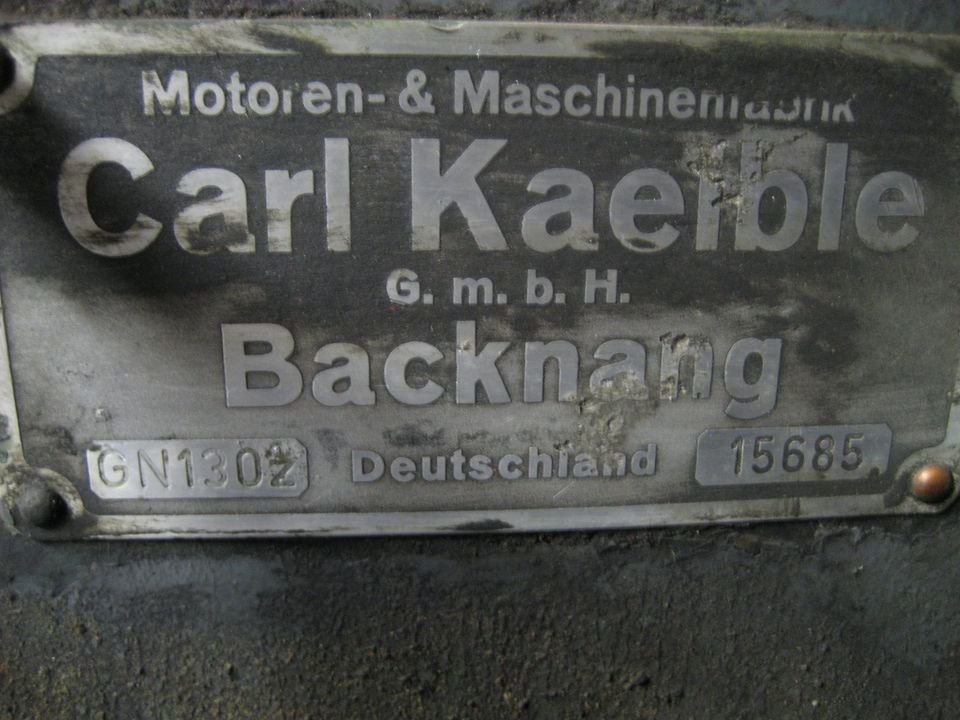 Motoren- & Maschinenfabrik
Carl Kaelble
G. m. b. H.
Backnang
GN130z Deutschland 15685